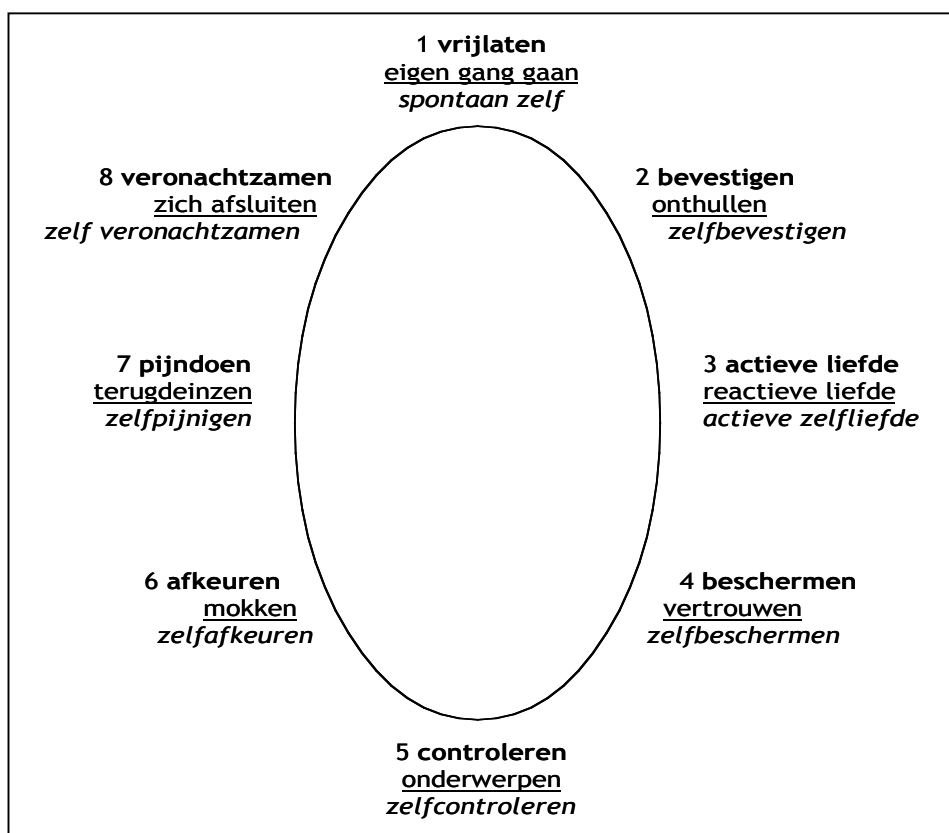 1 vrijlaten
eigen gang gaan
spontaan zelf
8 veronachtzamen
zich afsluiten
zelf veronachtzamen
2 bevestigen
onthullen
zelfbevestigen
7 pijndoen
terugdeinzen
zelfpijnigen
3 actieve liefde
reactieve liefde
actieve zelfliefde
6 afkeuren
mokken
zelfafkeuren
4 beschermen
vertrouwen
zelfbeschermen
5 controleren
onderwerpen
zelfcontroleren